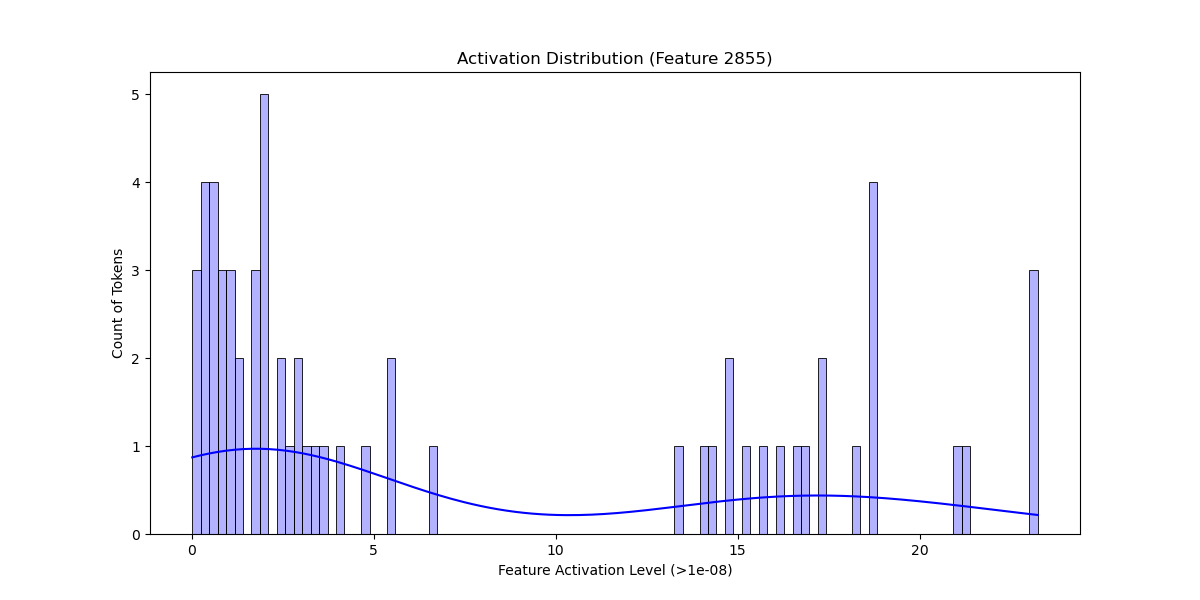 Activation Distribution (Feature 2855)
5
4
3
2
1
0
Count of Tokens
0 5 10 15 20
Feature Activation Level (>1e-08)